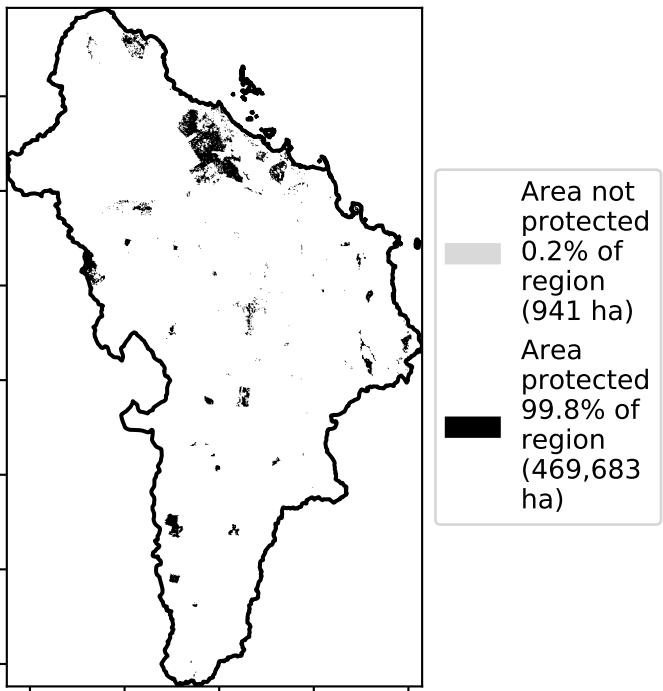 Area not
protected
0.2% of
region
(941 ha)
Area
protected
99.8% of
region
(469,683
ha)